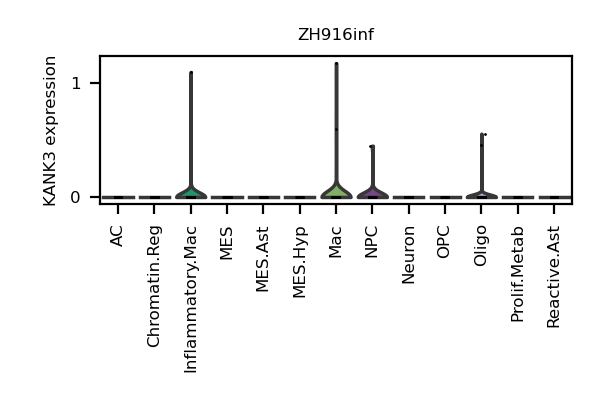 ZH916inf
KANK3 expression
1
0
AC
Chromatin.Reg
Inflammatory.Mac
MES
MES.Ast
MES.Hyp
Mac
NPC
Neuron
OPC
Oligo
Prolif.Metab
Reactive.Ast